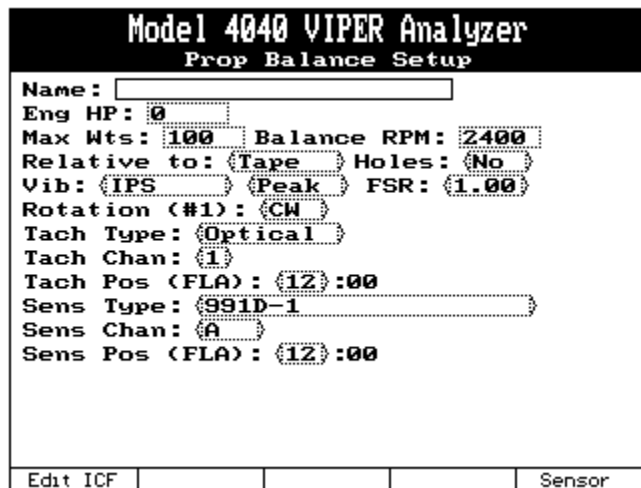 Model 4040 VIPER Analyzer
Prop Balance Setup
Name:
Eng HP: 0
Max Wts: 100 Balance RPM: 2400
Relative to: Tape Holes: No
Vib: IPS Peak FSR: 1.00
Rotation (#1): CW
Tach Type: Optical
Tach Chan: 1
Tach Pos (FLA): 12:00
Sens Type: 991D-1
Sens Chan: A
Sens Pos (FLA): 12:00
Edit ICF Sensor